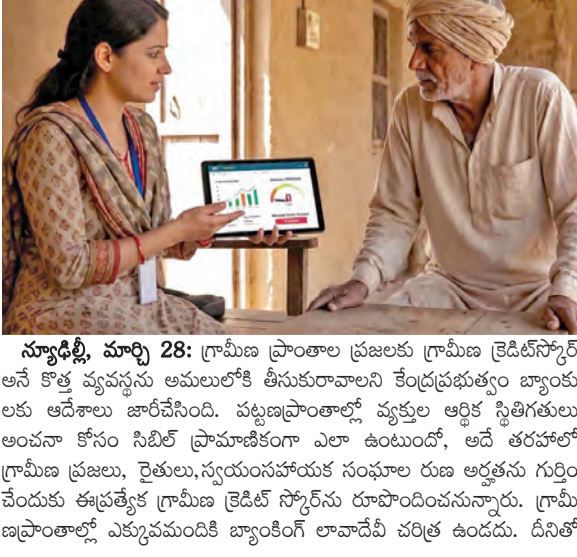 న్యూఢిల్లీ, మార్చి 28: గ్రామీణ ప్రాంతాల ప్రజలకు గ్రామీణ క్రెడిట్‌స్కోర్
అనే కొత్త వ్యవస్థను అమలులోకి తీసుకురావాలని కేంద్రప్రభుత్వం బ్యాంకు
లకు ఆదేశాలు జారీచేసింది. పట్టణప్రాంతాల్లో వ్యక్తుల ఆర్థిక స్థితిగతులు
అంచనా కోసం సిబిల్ ప్రామాణికంగా ఎలా ఉంటుందో, అదే తరహాలో
గ్రామీణ ప్రజలు, రైతులు,స్వయంసహాయక సంఘాల రుణ అర్హతను గుర్తిం
చేందుకు ఈప్రత్యేక గ్రామీణ క్రెడిట్ స్కోర్‌ను రూపొందించనున్నారు. గ్రామీ
ణప్రాంతాల్లో ఎక్కువమందికి బ్యాంకింగ్ లావాదేవీ చరిత్ర ఉండదు. దీనితో